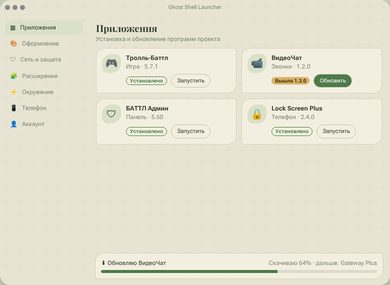 Ghost Shell Launcher
Приложения
Оформление
Сеть и защита
Расширения
Окружение
Телефон
Аккаунт
Приложения
Установка и обновление программ проекта
Тролль-Баттл
Игра · 5.7.1
Установлено
Запустить
ВидеоЧат
Звонки · 1.2.0
Вышла 1.3.0
Обновить
БАТТЛ Админ
Панель · 5.60
Установлено
Запустить
Lock Screen Plus
Телефон · 2.4.0
Установлено
Запустить
⬇ Обновляю ВидеоЧат
Скачиваю 64% · дальше: Gateway Plus